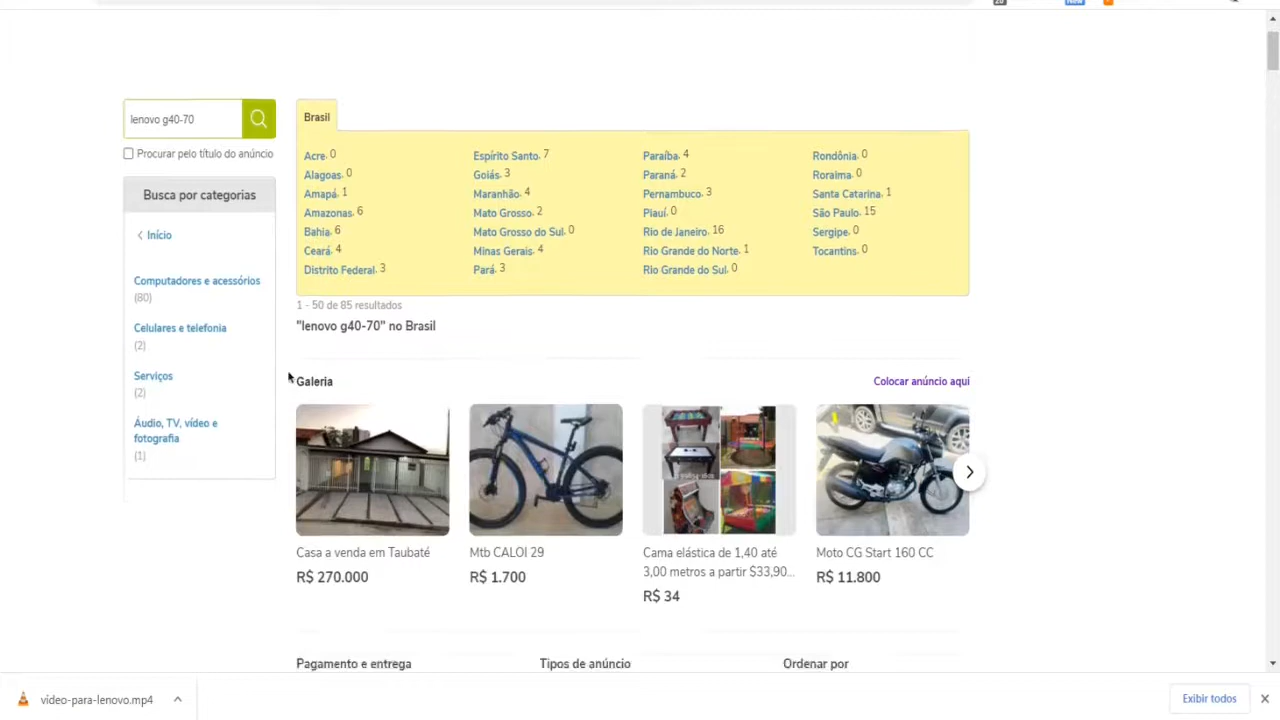 20
New
lenovo g40-70
Procurar pelo título do anúncio
Busca por categorias
Início
Computadores e acessórios
(80)
Celulares e telefonia
(2)
Serviços
(2)
Áudio, TV, vídeo e
fotografia
(1)
Brasil
Acre. 0
Alagoas. 0
Amapá. 1
Amazonas. 6
Bahia. 6
Ceará. 4
Distrito Federal. 3
Espírito Santo. 7
Goiás. 3
Maranhão. 4
Mato Grosso. 2
Mato Grosso do Sul. 0
Minas Gerais. 4
Pará. 3
Paraíba. 4
Paraná. 2
Pernambuco. 3
Piauí. 0
Rio de Janeiro. 16
Rio Grande do Norte. 1
Rio Grande do Sul. 0
Rondônia. 0
Roraima. 0
Santa Catarina. 1
São Paulo. 15
Sergipe. 0
Tocantins. 0
1 - 50 de 85 resultados
"lenovo g40-70" no Brasil
Galeria
Colocar anúncio aqui
Casa a venda em Taubaté
R$ 270.000
Mtb CALOI 29
R$ 1.700
Cama elástica de 1,40 até
3,00 metros a partir $33,90...
R$ 34
Moto CG Start 160 CC
R$ 11.800
Pagamento e entrega
Tipos de anúncio
Ordenar por
vídeo-para-lenovo.mp4
Exibir todos